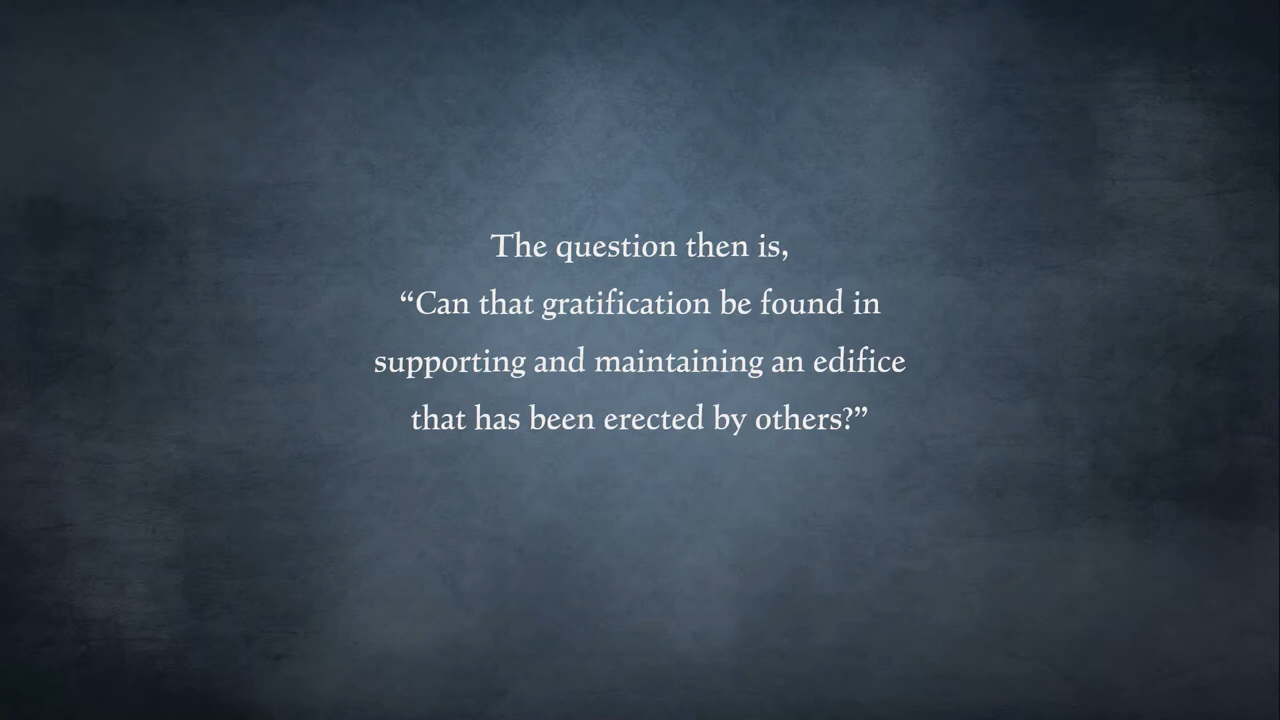 The question then is,
“Can that gratification be found in
supporting and maintaining an edifice
that has been erected by others?”